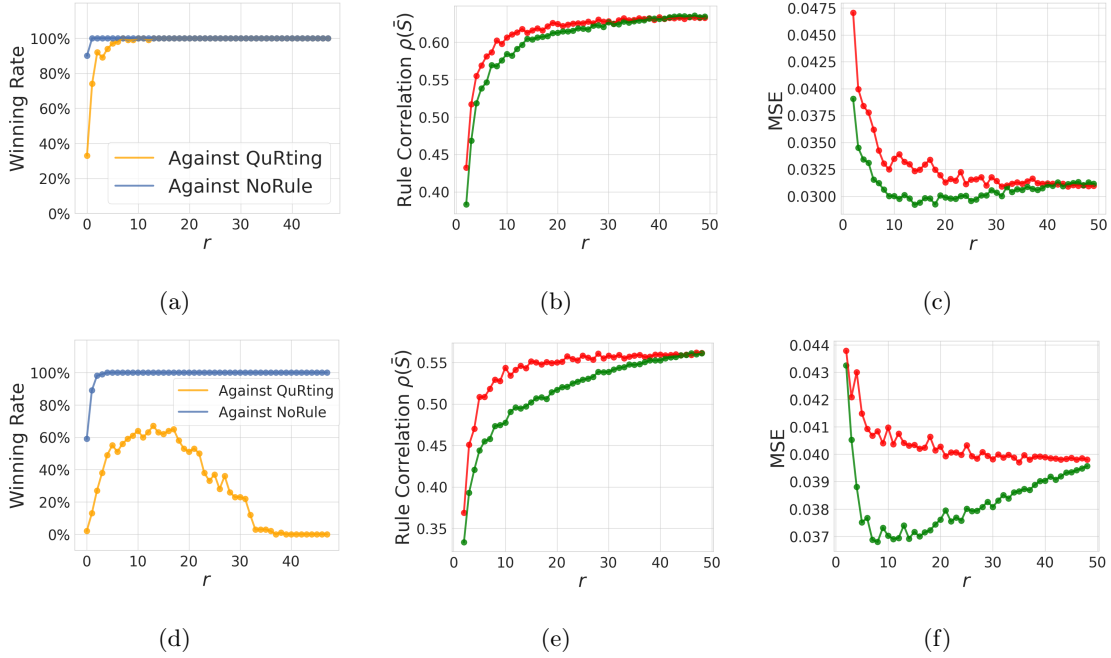 100%
80%
60%
40%
20%
0%
Winning Rate
0 10 20 30 40
r
Against QuRting
Against NoRule
(a)
0.60
0.55
0.50
0.45
0.40
Rule Correlation ρ(S̄)
0 10 20 30 40 50
r
(b)
0.0475
0.0450
0.0425
0.0400
0.0375
0.0350
0.0325
0.0300
MSE
0 10 20 30 40 50
r
(c)
100%
80%
60%
40%
20%
0%
Winning Rate
0 10 20 30 40
r
Against QuRting
Against NoRule
(d)
0.55
0.50
0.45
0.40
0.35
Rule Correlation ρ(S̄)
0 10 20 30 40 50
r
(e)
0.044
0.043
0.042
0.041
0.040
0.039
0.038
0.037
MSE
0 10 20 30 40 50
r
(f)